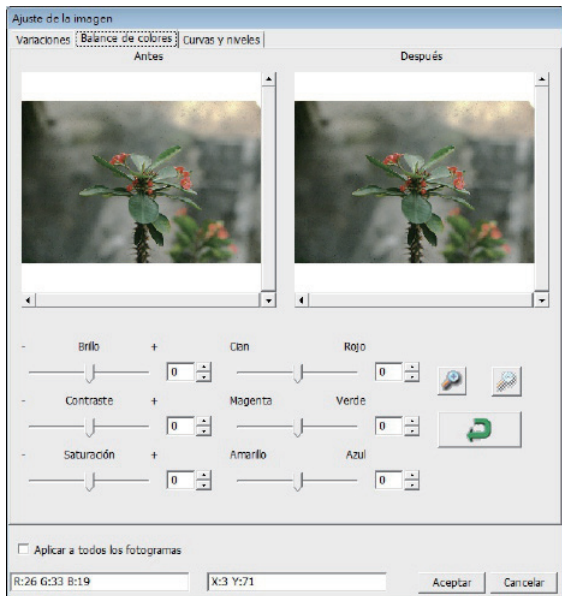 Ajuste de la imagen
Variaciones Balance de colores Curvas y niveles
Antes Después
- Brillo + Cian Rojo
0 0
- Contraste + Magenta Verde
0 0
- Saturación + Amarillo Azul
0 0
Aplicar a todos los fotogramas
R:26 G:33 B:19 X:3 Y:71 Aceptar Cancelar